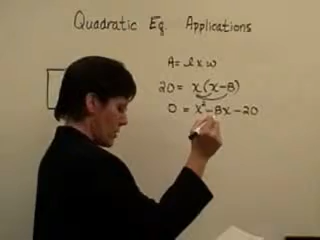 Quadratic Eq. Applications
A = l x w
20 = x(x-8)
0 = x² - 8x - 20